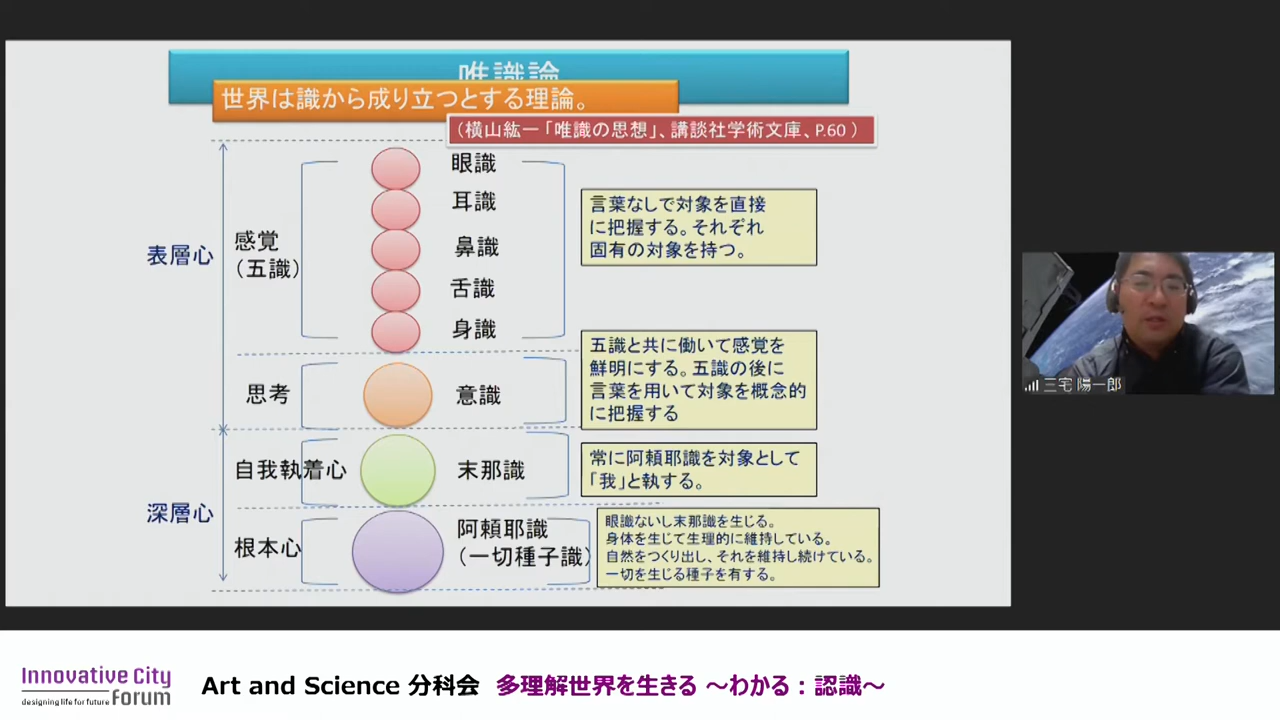 唯識論
世界は識から成り立つとする理論。
（横山紘一「唯識の思想」、講談社学術文庫、P.60 ）
表層心
感覚
（五識）
眼識
耳識
鼻識
舌識
身識
言葉なしで対象を直接
に把握する。それぞれ
固有の対象を持つ。
思考
意識
五識と共に働いて感覚を
鮮明にする。五識の後に
言葉を用いて対象を概念的
に把握する
深層心
自我執着心
末那識
常に阿頼耶識を対象として
「我」と執する。
根本心
阿頼耶識
（一切種子識）
眼識ないし末那識を生じる。
身体を生じて生理的に維持している。
自然をつくり出し、それを維持し続けている。
一切を生じる種子を有する。
三宅 陽一郎
Innovative City
designing life for future Forum
Art and Science 分科会 多理解世界を生きる ～わかる：認識～